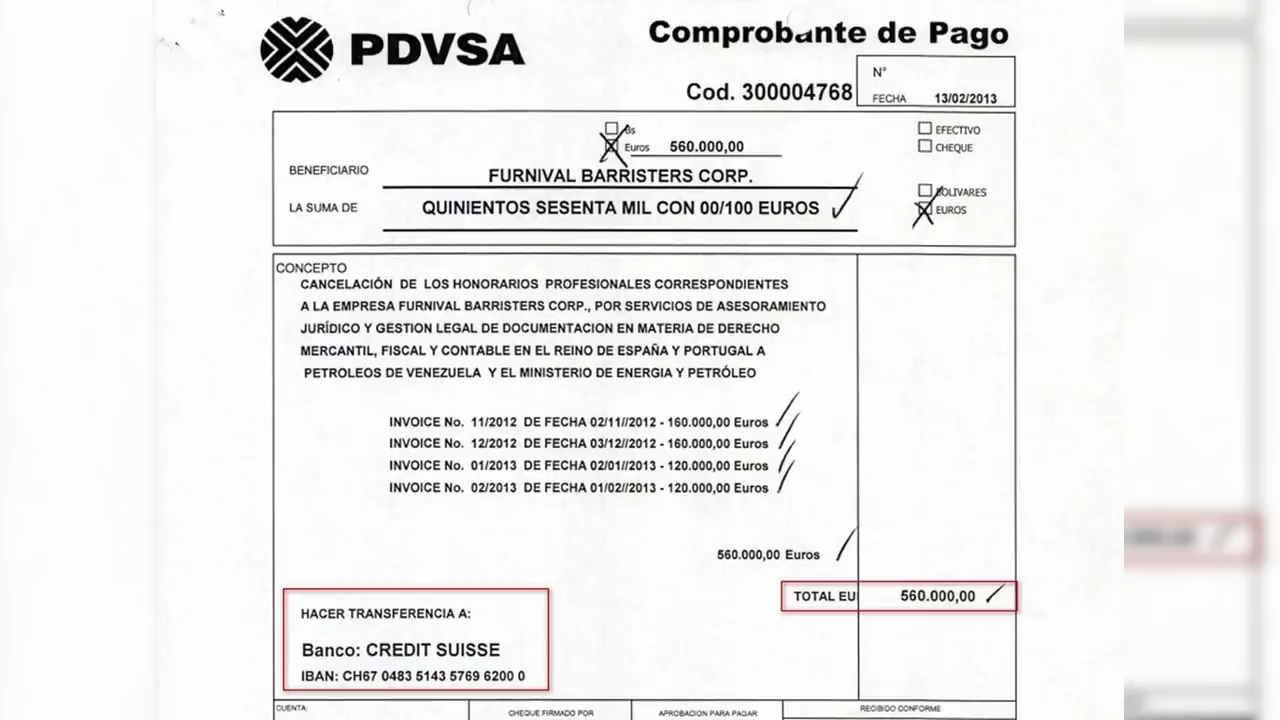 PDVSA
Comprobante de Pago
Cod. 300004768
N°
FECHA 13/02/2013
Bs
Euros 560.000,00
EFECTIVO
CHEQUE
BENEFICIARIO FURNIVAL BARRISTERS CORP.
BOLIVARES
LA SUMA DE QUINIENTOS SESENTA MIL CON 00/100 EUROS
EUROS
CONCEPTO
CANCELACIÓN DE LOS HONORARIOS PROFESIONALES CORRESPONDIENTES
A LA EMPRESA FURNIVAL BARRISTERS CORP., POR SERVICIOS DE ASESORAMIENTO
JURÍDICO Y GESTION LEGAL DE DOCUMENTACION EN MATERIA DE DERECHO
MERCANTIL, FISCAL Y CONTABLE EN EL REINO DE ESPAÑA Y PORTUGAL A
PETROLEOS DE VENEZUELA Y EL MINISTERIO DE ENERGIA Y PETRÓLEO
INVOICE No. 11/2012 DE FECHA 02/11//2012 - 160.000,00 Euros
INVOICE No. 12/2012 DE FECHA 03/12//2012 - 160.000,00 Euros
INVOICE No. 01/2013 DE FECHA 02/01//2013 - 120.000,00 Euros
INVOICE No. 02/2013 DE FECHA 01/02//2013 - 120.000,00 Euros
560.000,00 Euros
TOTAL EU 560.000,00
HACER TRANSFERENCIA A:
Banco: CREDIT SUISSE
IBAN: CH67 0483 5143 5769 6200 0
CUENTA:
CHEQUE FIRMADO POR
APROBACION PARA PAGAR
RECIBIDO CONFORME